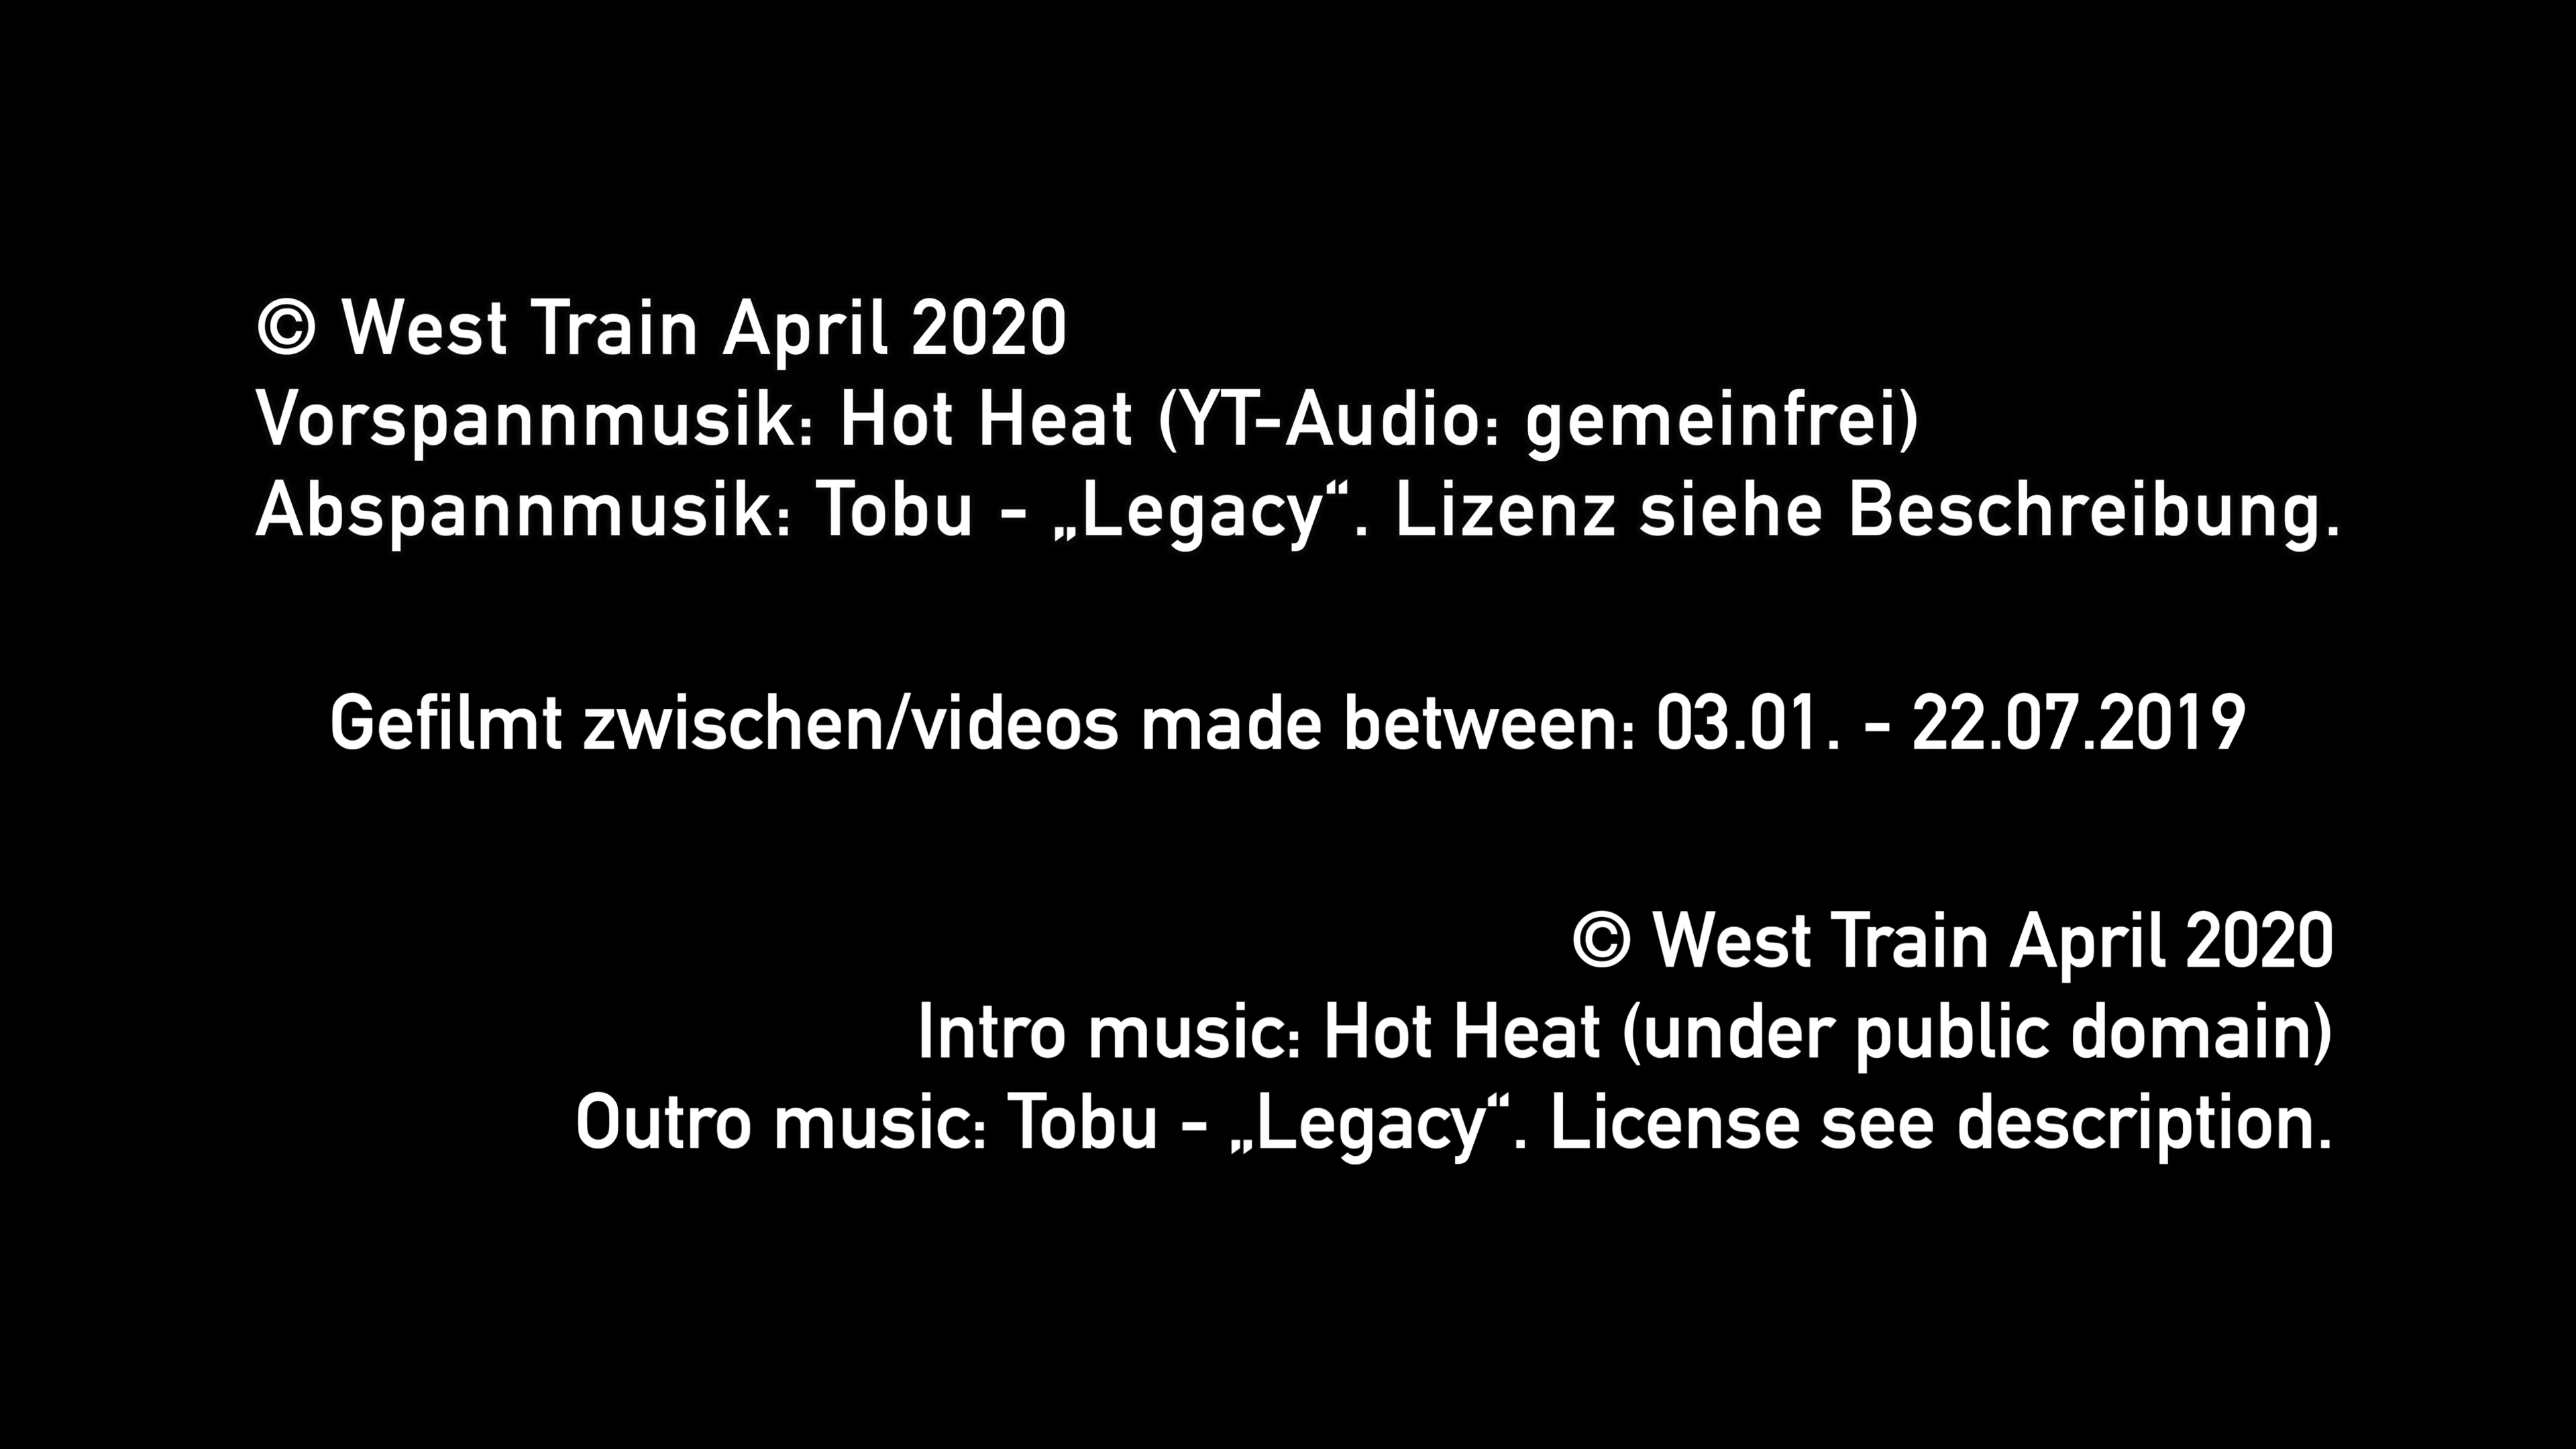 © West Train April 2020
Vorspannmusik: Hot Heat (YT-Audio: gemeinfrei)
Abspannmusik: Tobu - „Legacy“. Lizenz siehe Beschreibung.
Gefilmt zwischen/videos made between: 03.01. - 22.07.2019
© West Train April 2020
Intro music: Hot Heat (under public domain)
Outro music: Tobu - „Legacy“. License see description.